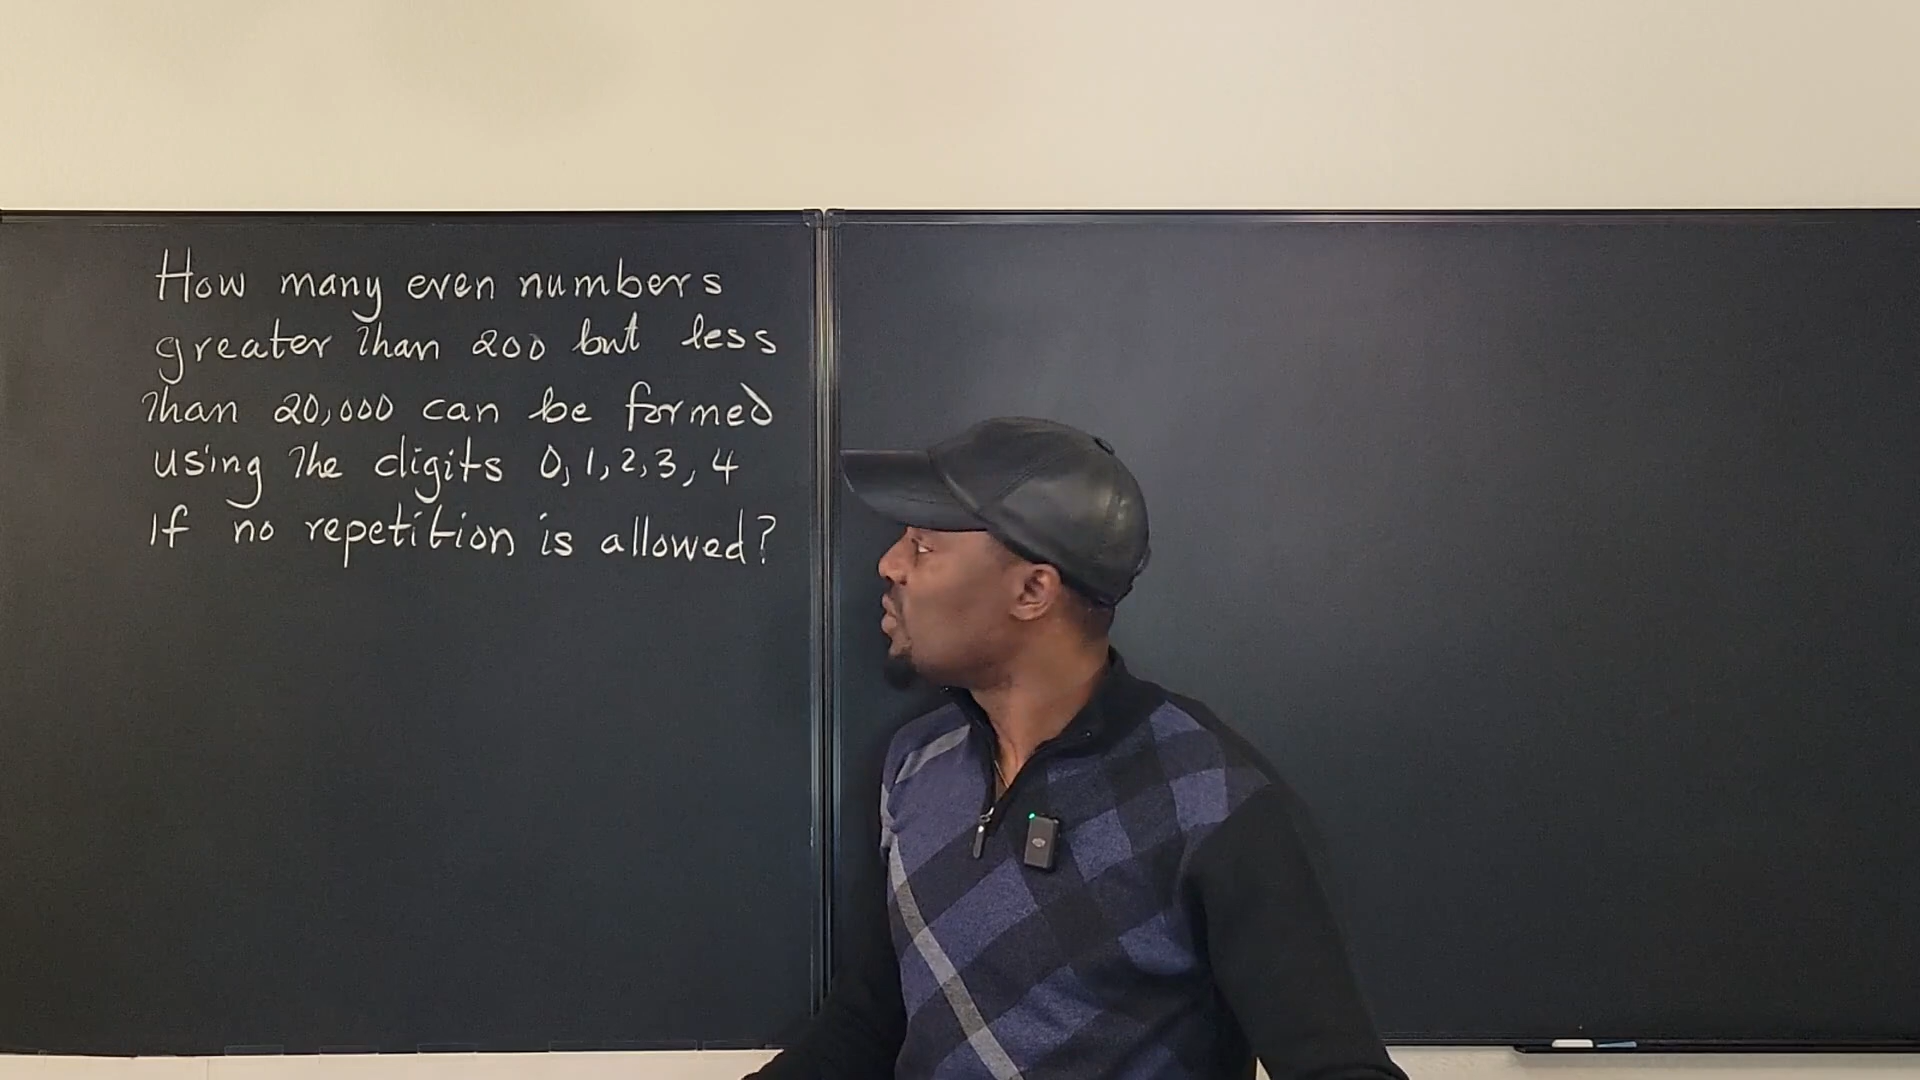 How many even numbers
greater than 200 but less
than 20,000 can be formed
using the digits 0, 1, 2, 3, 4
If no repetition is allowed?